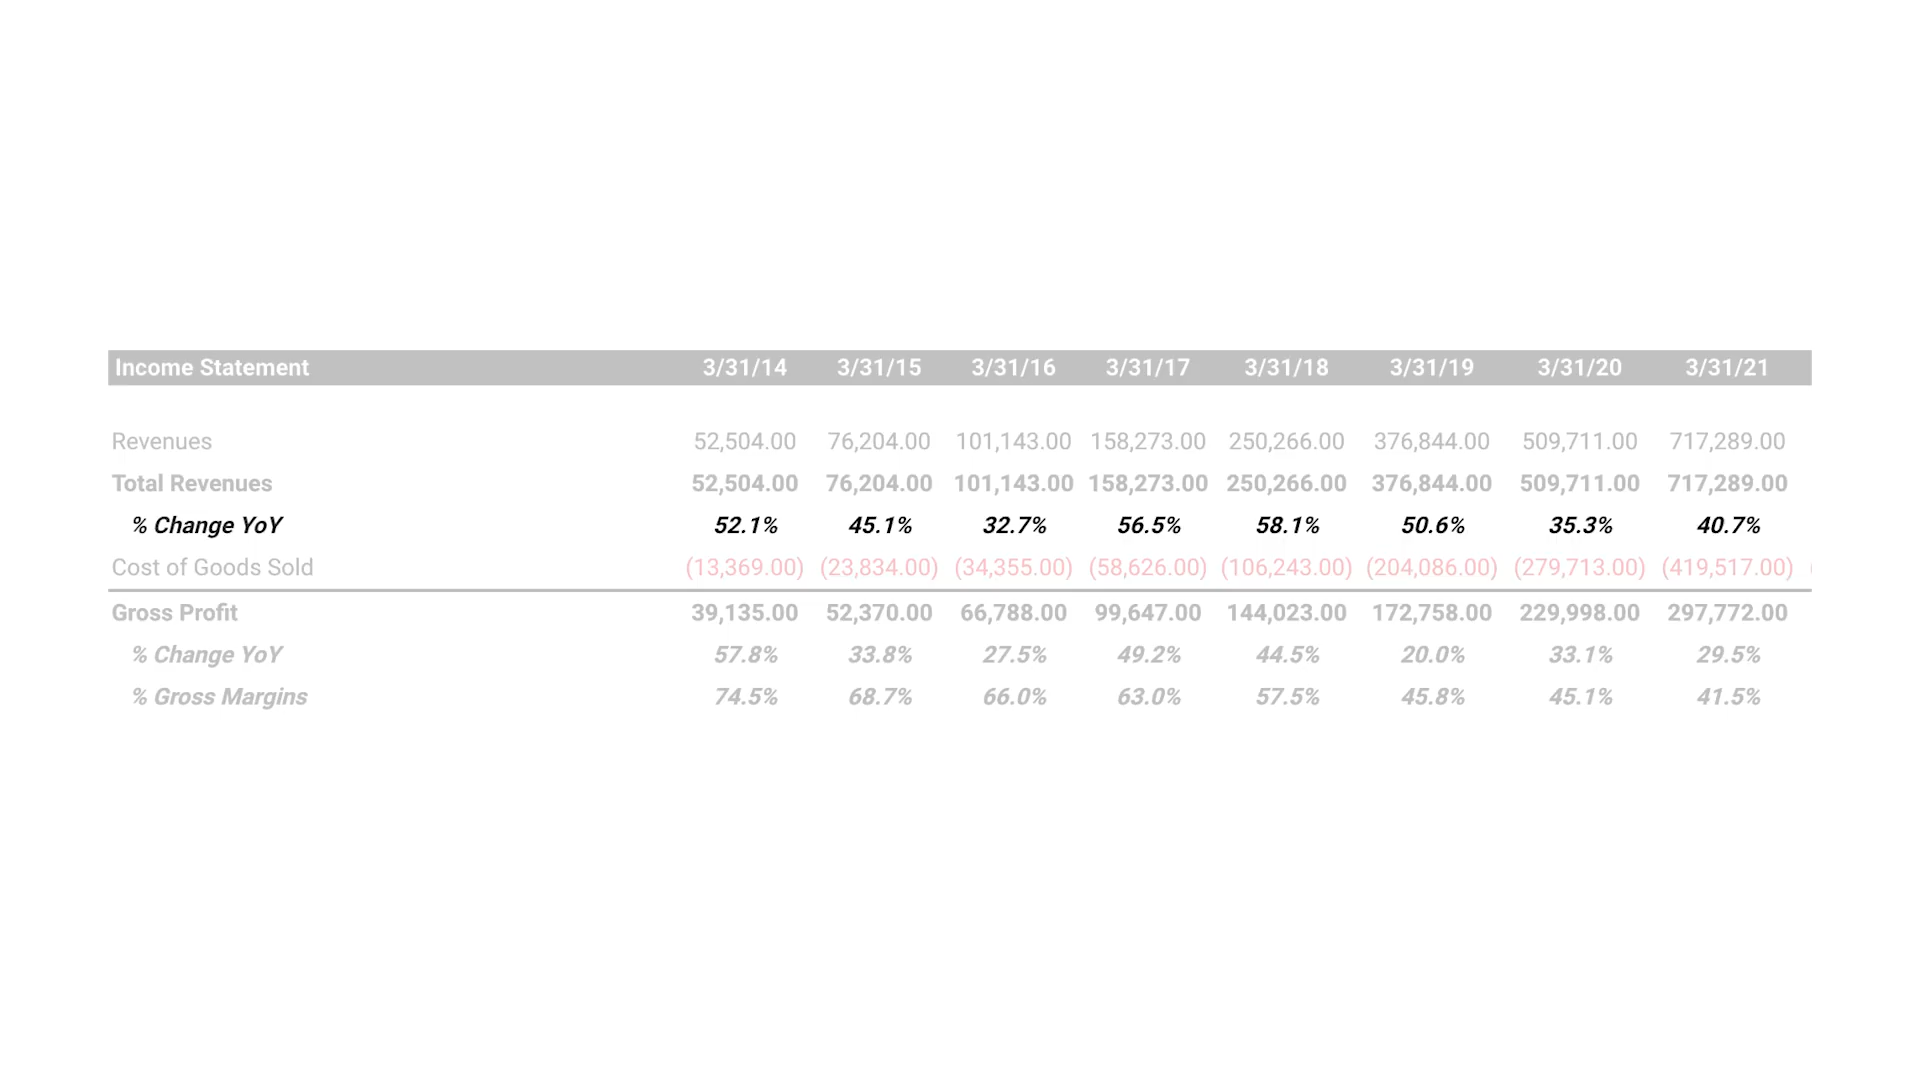 Income Statement 3/31/14 3/31/15 3/31/16 3/31/17 3/31/18 3/31/19 3/31/20 3/31/21
Revenues 52,504.00 76,204.00 101,143.00 158,273.00 250,266.00 376,844.00 509,711.00 717,289.00
Total Revenues 52,504.00 76,204.00 101,143.00 158,273.00 250,266.00 376,844.00 509,711.00 717,289.00
% Change YoY 52.1% 45.1% 32.7% 56.5% 58.1% 50.6% 35.3% 40.7%
Cost of Goods Sold (13,369.00) (23,834.00) (34,355.00) (58,626.00) (106,243.00) (204,086.00) (279,713.00) (419,517.00)
Gross Profit 39,135.00 52,370.00 66,788.00 99,647.00 144,023.00 172,758.00 229,998.00 297,772.00
% Change YoY 57.8% 33.8% 27.5% 49.2% 44.5% 20.0% 33.1% 29.5%
% Gross Margins 74.5% 68.7% 66.0% 63.0% 57.5% 45.8% 45.1% 41.5%